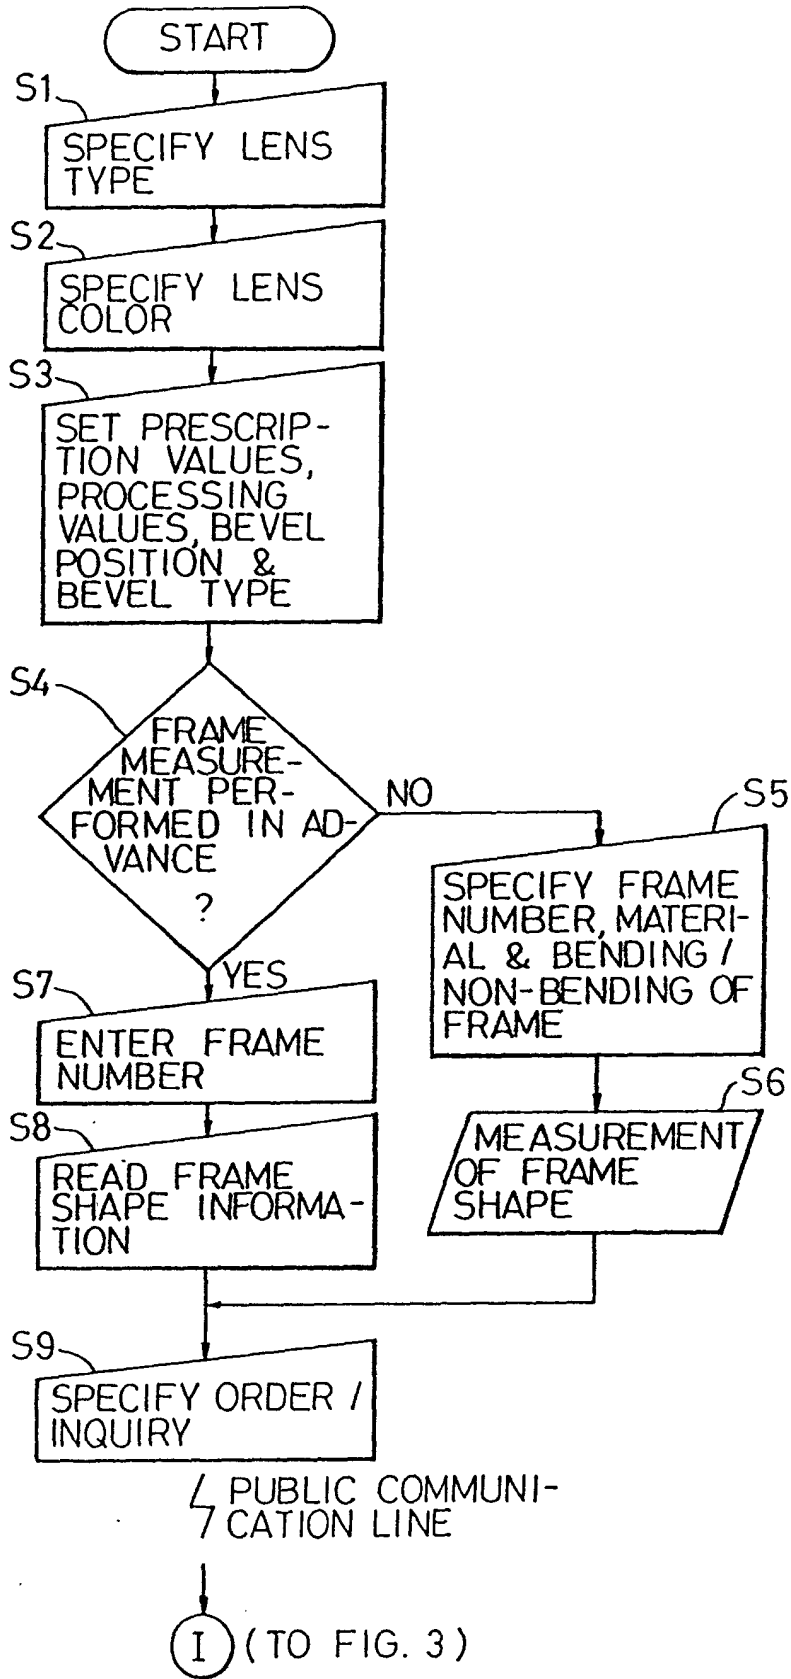 START
S1
SPECIFY LENS
TYPE
S2
SPECIFY LENS
COLOR
S3
SET PRESCRIP-
TION VALUES,
PROCESSING
VALUES, BEVEL
POSITION &
BEVEL TYPE
S4
FRAME
MEASURE-
MENT PER-
FORMED IN AD-
VANCE
?
NO
S5
SPECIFY FRAME
NUMBER, MATERI-
AL & BENDING /
NON-BENDING OF
FRAME
S6
MEASUREMENT
OF FRAME
SHAPE
YES
S7
ENTER FRAME
NUMBER
S8
READ FRAME
SHAPE INFORMA-
TION
S9
SPECIFY ORDER /
INQUIRY
PUBLIC COMMUNI-
CATION LINE
I (TO FIG. 3)